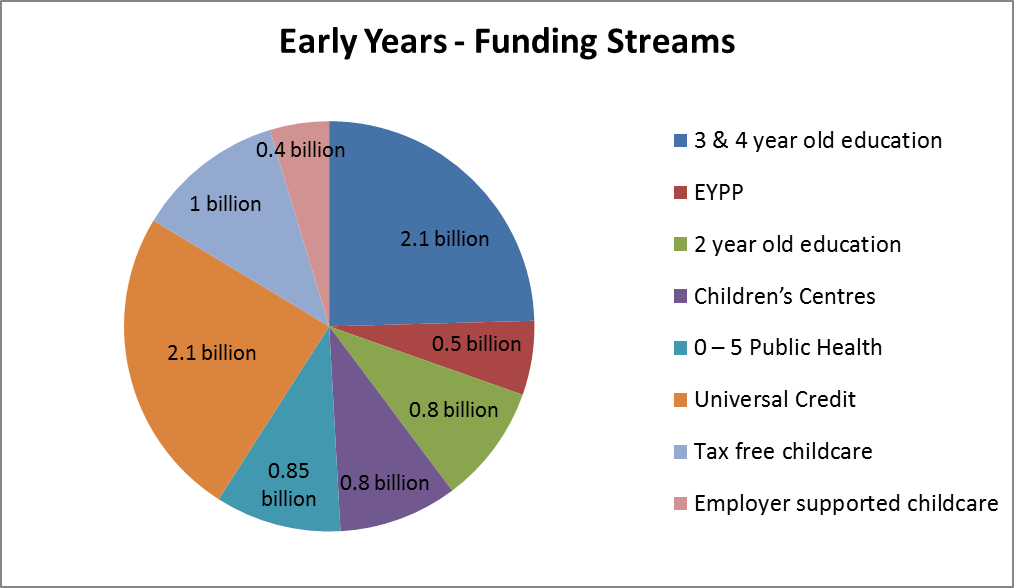 Early Years - Funding Streams
0.4 billion
1 billion
2.1 billion
0.5 billion
2.1 billion
0.8 billion
0.85
billion
0.8 billion
3 & 4 year old education
EYPP
2 year old education
Children’s Centres
0 – 5 Public Health
Universal Credit
Tax free childcare
Employer supported childcare